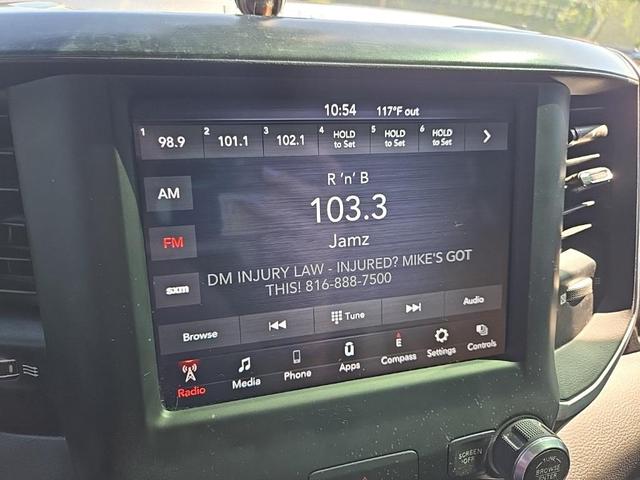 10:54 117°F out
1 98.9 2 101.1 3 102.1 4 HOLD to Set 5 HOLD to Set 6 HOLD to Set
R 'n' B
AM
103.3
FM
Jamz
DM INJURY LAW - INJURED? MIKE'S GOT
THIS! 816-888-7500
sxm
Browse Tune Audio
Radio Media Phone Apps E Compass Settings Controls
SCREEN
OFF
TUNE
BROWSE
ENTER